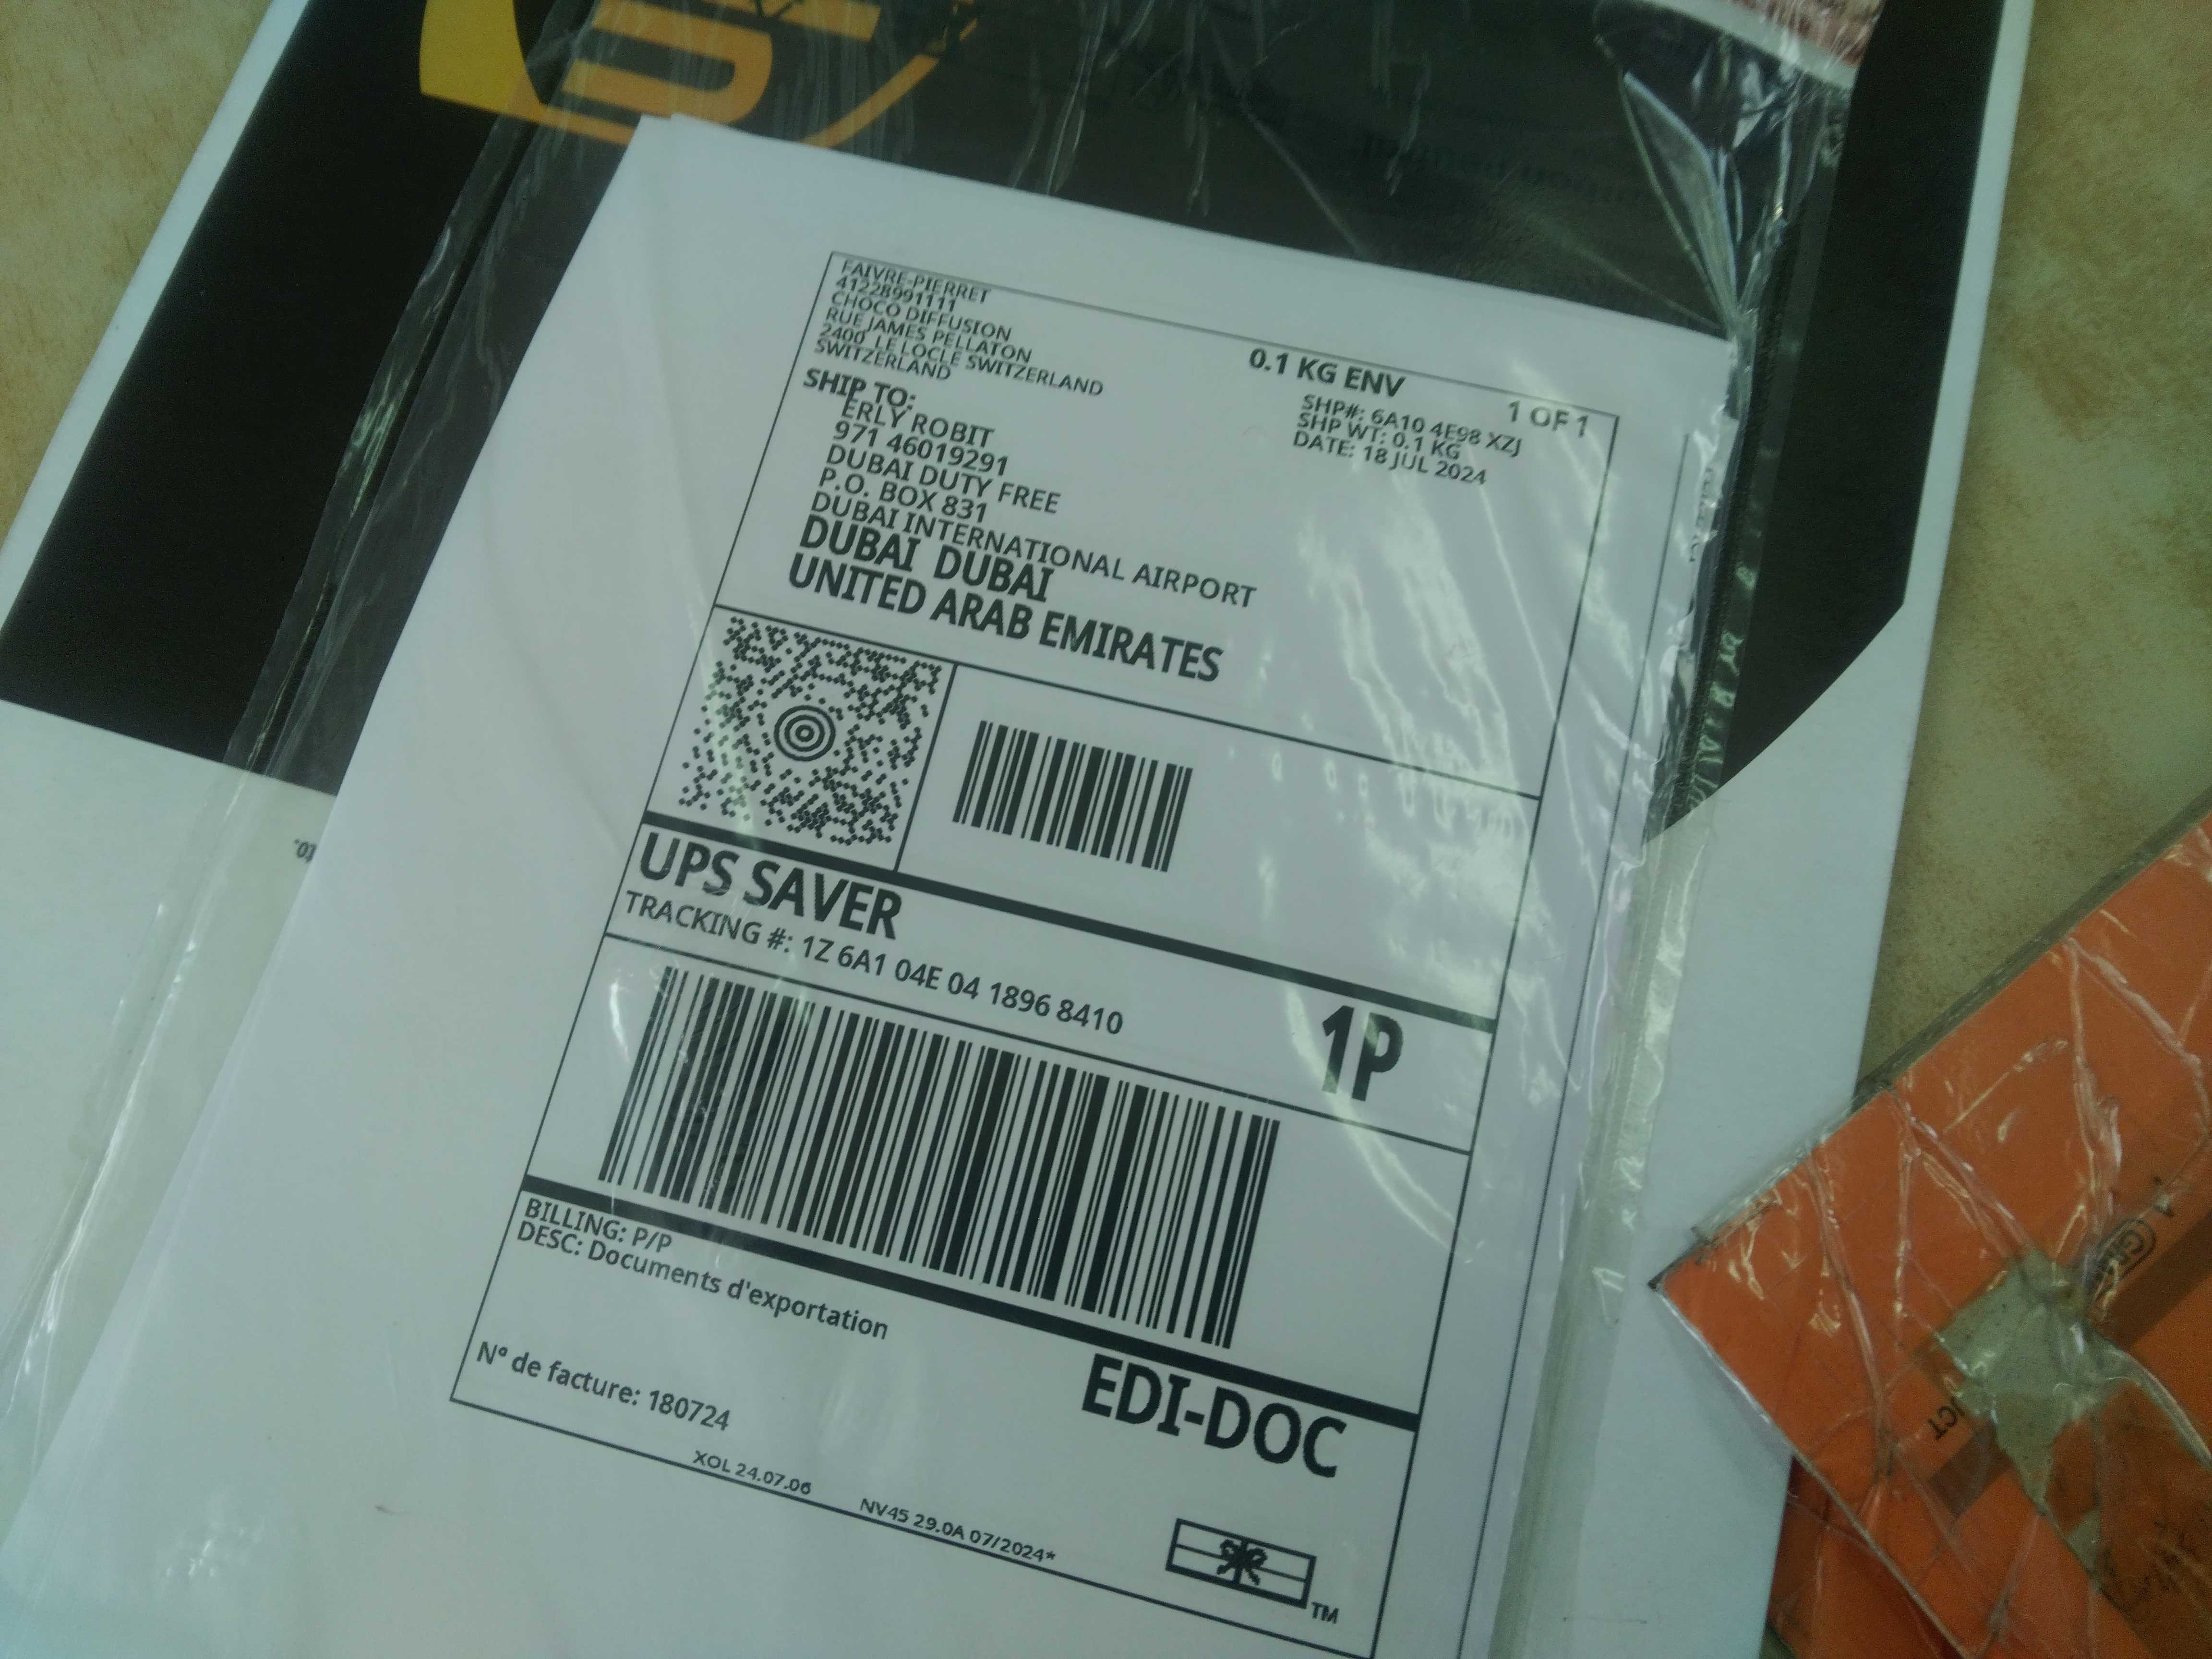 FAIVRE-PIERRET
41228991111
CHOCO DIFFUSION
RUE JAMES PELLATON
2400 LE LOCLE SWITZERLAND
SWITZERLAND
0.1 KG ENV
1 OF 1
SHP#: 6A10 4E98 XZJ
SHP WT: 0.1 KG
DATE: 18 JUL 2024
SHIP TO:
ERLY ROBIT
971 46019291
DUBAI DUTY FREE
P.O. BOX 831
DUBAI INTERNATIONAL AIRPORT
DUBAI DUBAI
UNITED ARAB EMIRATES
UPS SAVER
TRACKING #: 1Z 6A1 04E 04 1896 8410
1P
BILLING: P/P
DESC: Documents d'exportation
EDI-DOC
N° de facture: 180724
XOL 24.07.06
NV45 29.0A 07/2024*
TM